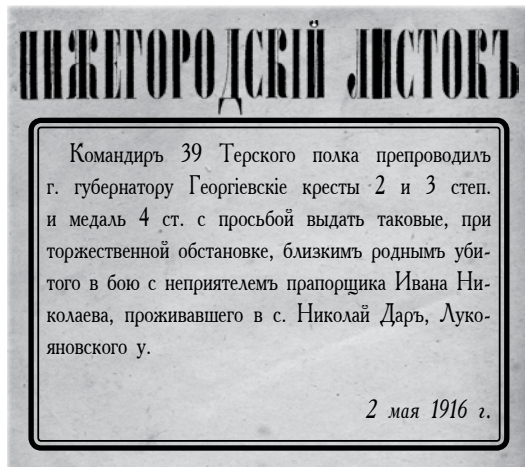 НИЖЕГОРОДСКIЙ ЛИСТОКЪ
Командиръ 39 Терского полка препроводилъ
г. губернатору Георгіевскіе кресты 2 и 3 степ.
и медаль 4 ст. с просьбой выдать таковые, при
торжественной обстановке, близкимъ роднымъ уби-
того в бою с неприятелемъ прапорщика Ивана Ни-
колаева, проживавшего в с. Николай Даръ, Луко-
яновского у.
2 мая 1916 г.